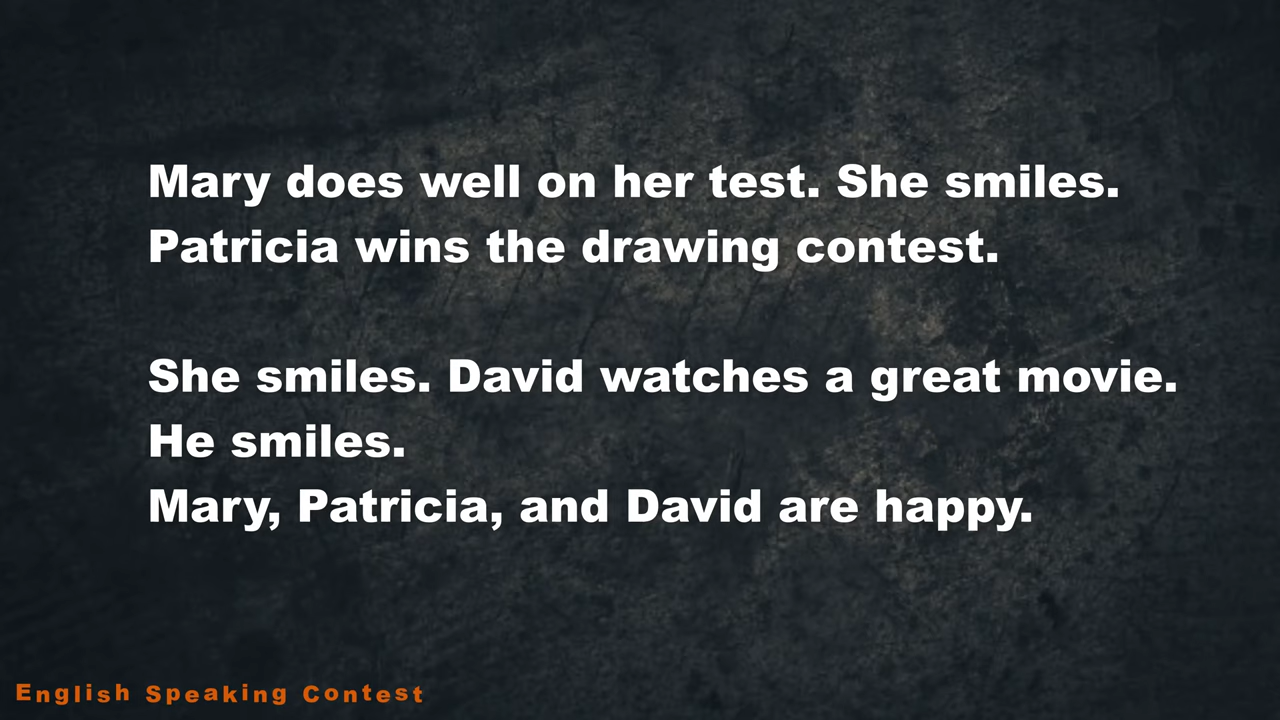 Mary does well on her test. She smiles.
Patricia wins the drawing contest.
She smiles. David watches a great movie.
He smiles.
Mary, Patricia, and David are happy.
English Speaking Contest